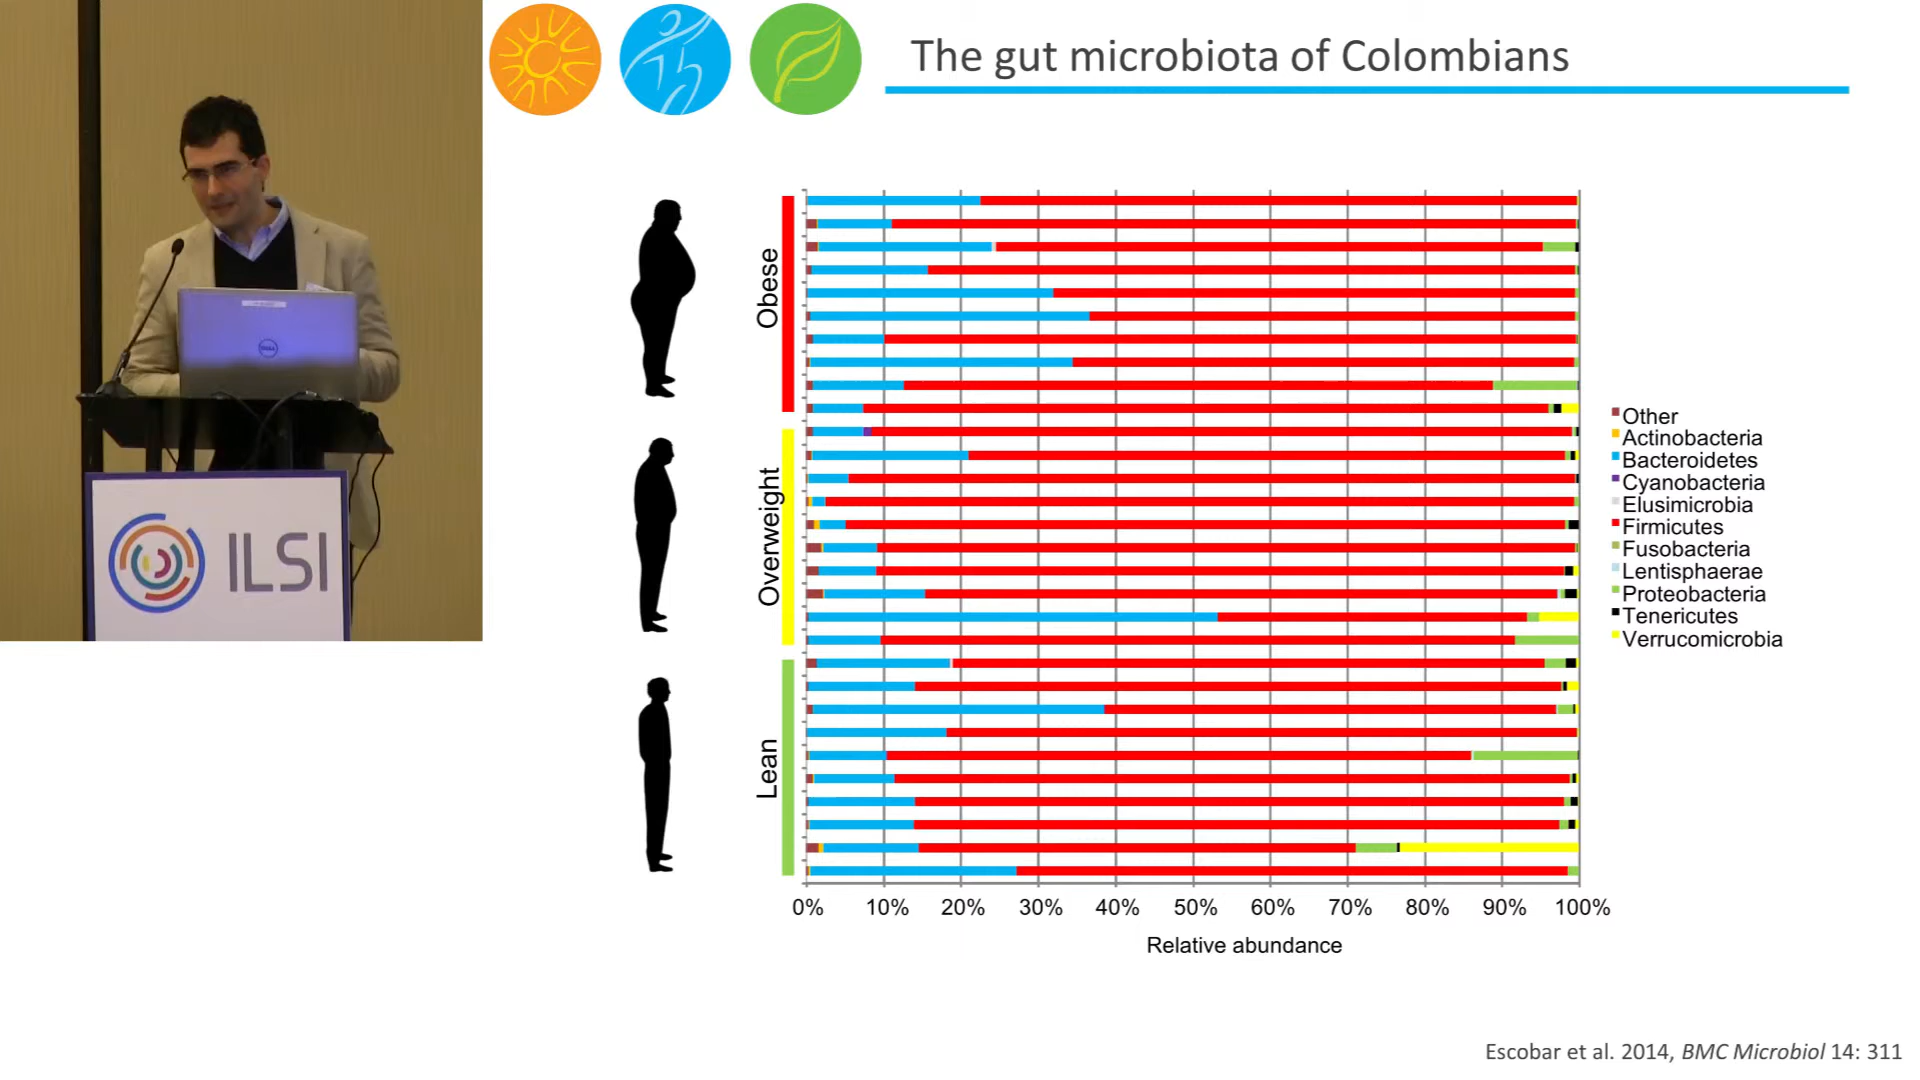 The gut microbiota of Colombians
Obese
Overweight
Lean
Other
Actinobacteria
Bacteroidetes
Cyanobacteria
Elusimicrobia
Firmicutes
Fusobacteria
Lentisphaerae
Proteobacteria
Tenericutes
Verrucomicrobia
0% 10% 20% 30% 40% 50% 60% 70% 80% 90% 100%
Relative abundance
Escobar et al. 2014, BMC Microbiol 14: 311
DELL
ILSI